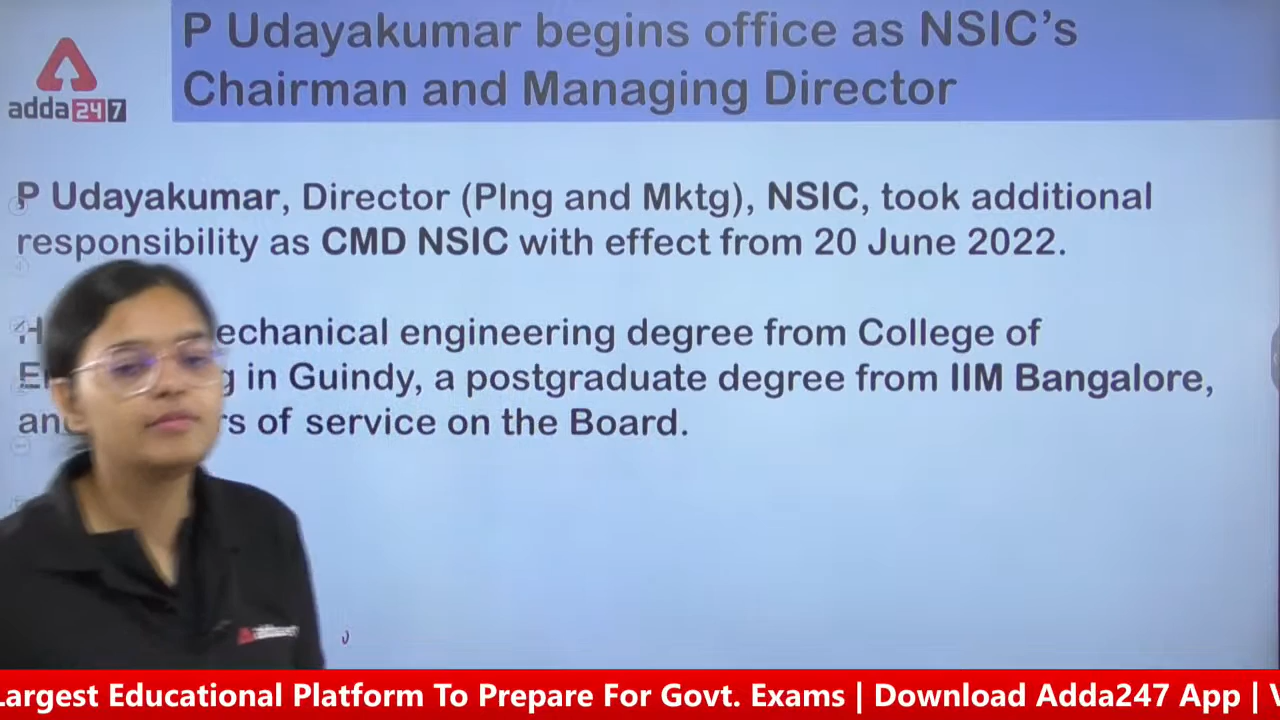 P Udayakumar begins office as NSIC's
Chairman and Managing Director
adda247
P Udayakumar, Director (Plng and Mktg), NSIC, took additional
responsibility as CMD NSIC with effect from 20 June 2022.
echanical engineering degree from College of
g in Guindy, a postgraduate degree from IIM Bangalore,
of service on the Board.
Largest Educational Platform To Prepare For Govt. Exams | Download Adda247 App |